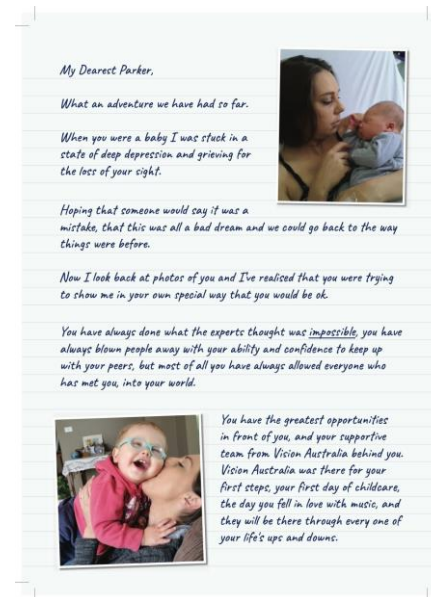 My Dearest Parker,
What an adventure we have had so far.
When you were a baby I was stuck in a
state of deep depression and grieving for
the loss of your sight.
Hoping that someone would say it was a
mistake, that this was all a bad dream and we could go back to the way
things were before.
Now I look back at photos of you and I've realised that you were trying
to show me in your own special way that you would be ok.
You have always done what the experts thought was impossible, you have
always blown people away with your ability and confidence to keep up
with your peers, but most of all you have always allowed everyone who
has met you, into your world.
You have the greatest opportunities
in front of you, and your supportive
team from Vision Australia behind you.
Vision Australia was there for your
first steps, your first day of childcare,
the day you fell in love with music, and
they will be there through every one of
your life's ups and downs.